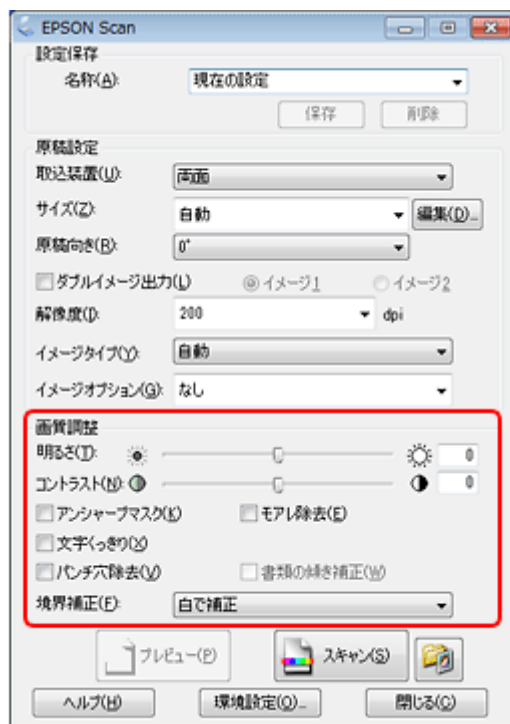 EPSON Scan
設定保存
名称(A): 現在の設定
保存 削除
原稿設定
取込装置(U): 両面
サイズ(Z): 自動 編集(D)...
原稿向き(R): 0°
ダブルイメージ出力(L) イメージ1 イメージ2
解像度(I): 200 dpi
イメージタイプ(Y): 自動
イメージオプション(G): なし
画質調整
明るさ(T): 0
コントラスト(N): 0
アンシャープマスク(K) モアレ除去(E)
文字くっきり(X)
パンチ穴除去(V) 書類の傾き補正(W)
境界補正(F): 白で補正
プレビュー(P) スキャン(S)
ヘルプ(H) 環境設定(O)... 閉じる(C)